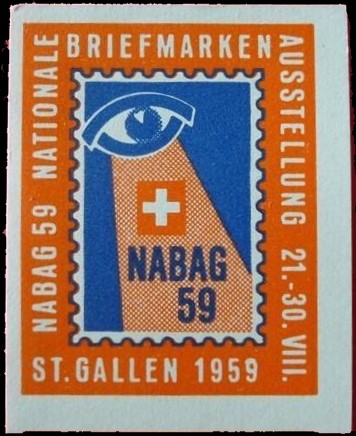 NABAG 59 NATIONALE
BRIEFMARKEN
AUSSTELLUNG 21.-30.VIII.
NABAG
59
ST. GALLEN 1959